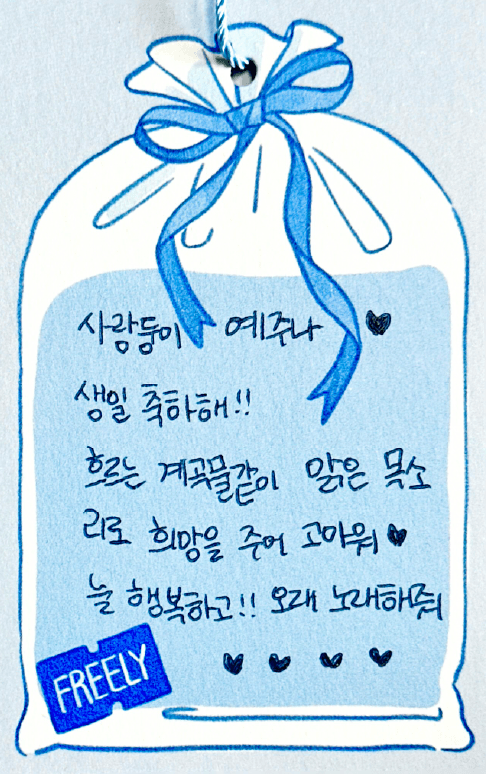 사랑둥이 예주나 ♥
생일 축하해!!
흐르는 계곡물같이 맑은 목소
리로 희망을 주어 고마워 ♥
늘 행복하고!! 오래 노래해줘
♥ ♥ ♥ ♥
FREELY